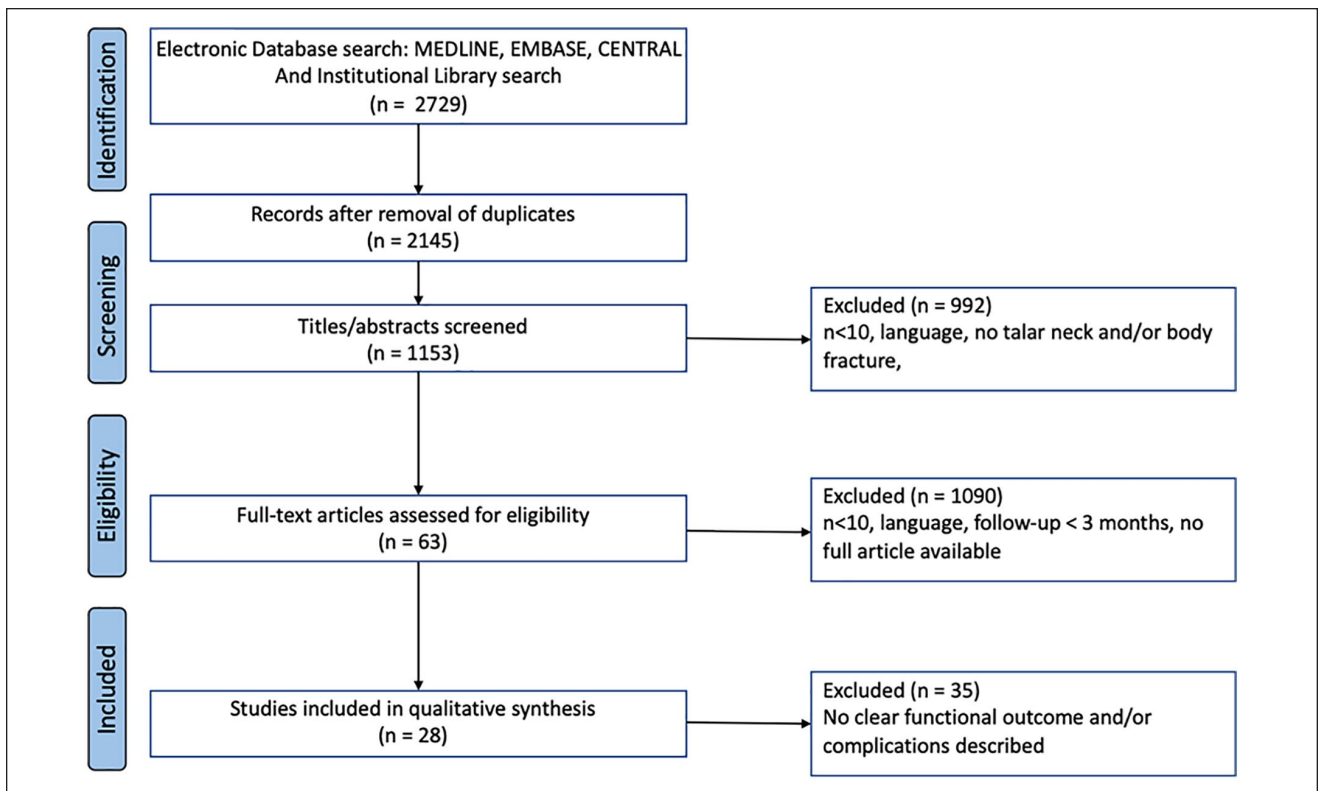 Identification
Electronic Database search: MEDLINE, EMBASE, CENTRAL
And Institutional Library search
(n = 2729)
Records after removal of duplicates
(n = 2145)
Screening
Titles/abstracts screened
(n = 1153)
Excluded (n = 992)
n<10, language, no talar neck and/or body
fracture,
Eligibility
Full-text articles assessed for eligibility
(n = 63)
Excluded (n = 1090)
n<10, language, follow-up < 3 months, no
full article available
Included
Studies included in qualitative synthesis
(n = 28)
Excluded (n = 35)
No clear functional outcome and/or
complications described